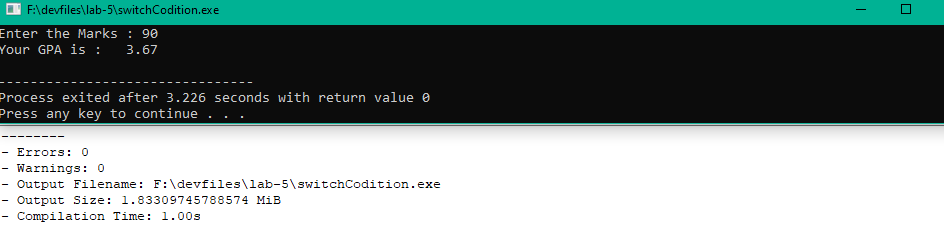 F:\devfiles\lab-5\switchCodition.exe
Enter the Marks : 90
Your GPA is :   3.67
--------------------------------
Process exited after 3.226 seconds with return value 0
Press any key to continue . . .
--------
- Errors: 0
- Warnings: 0
- Output Filename: F:\devfiles\lab-5\switchCodition.exe
- Output Size: 1.83309745788574 MiB
- Compilation Time: 1.00s